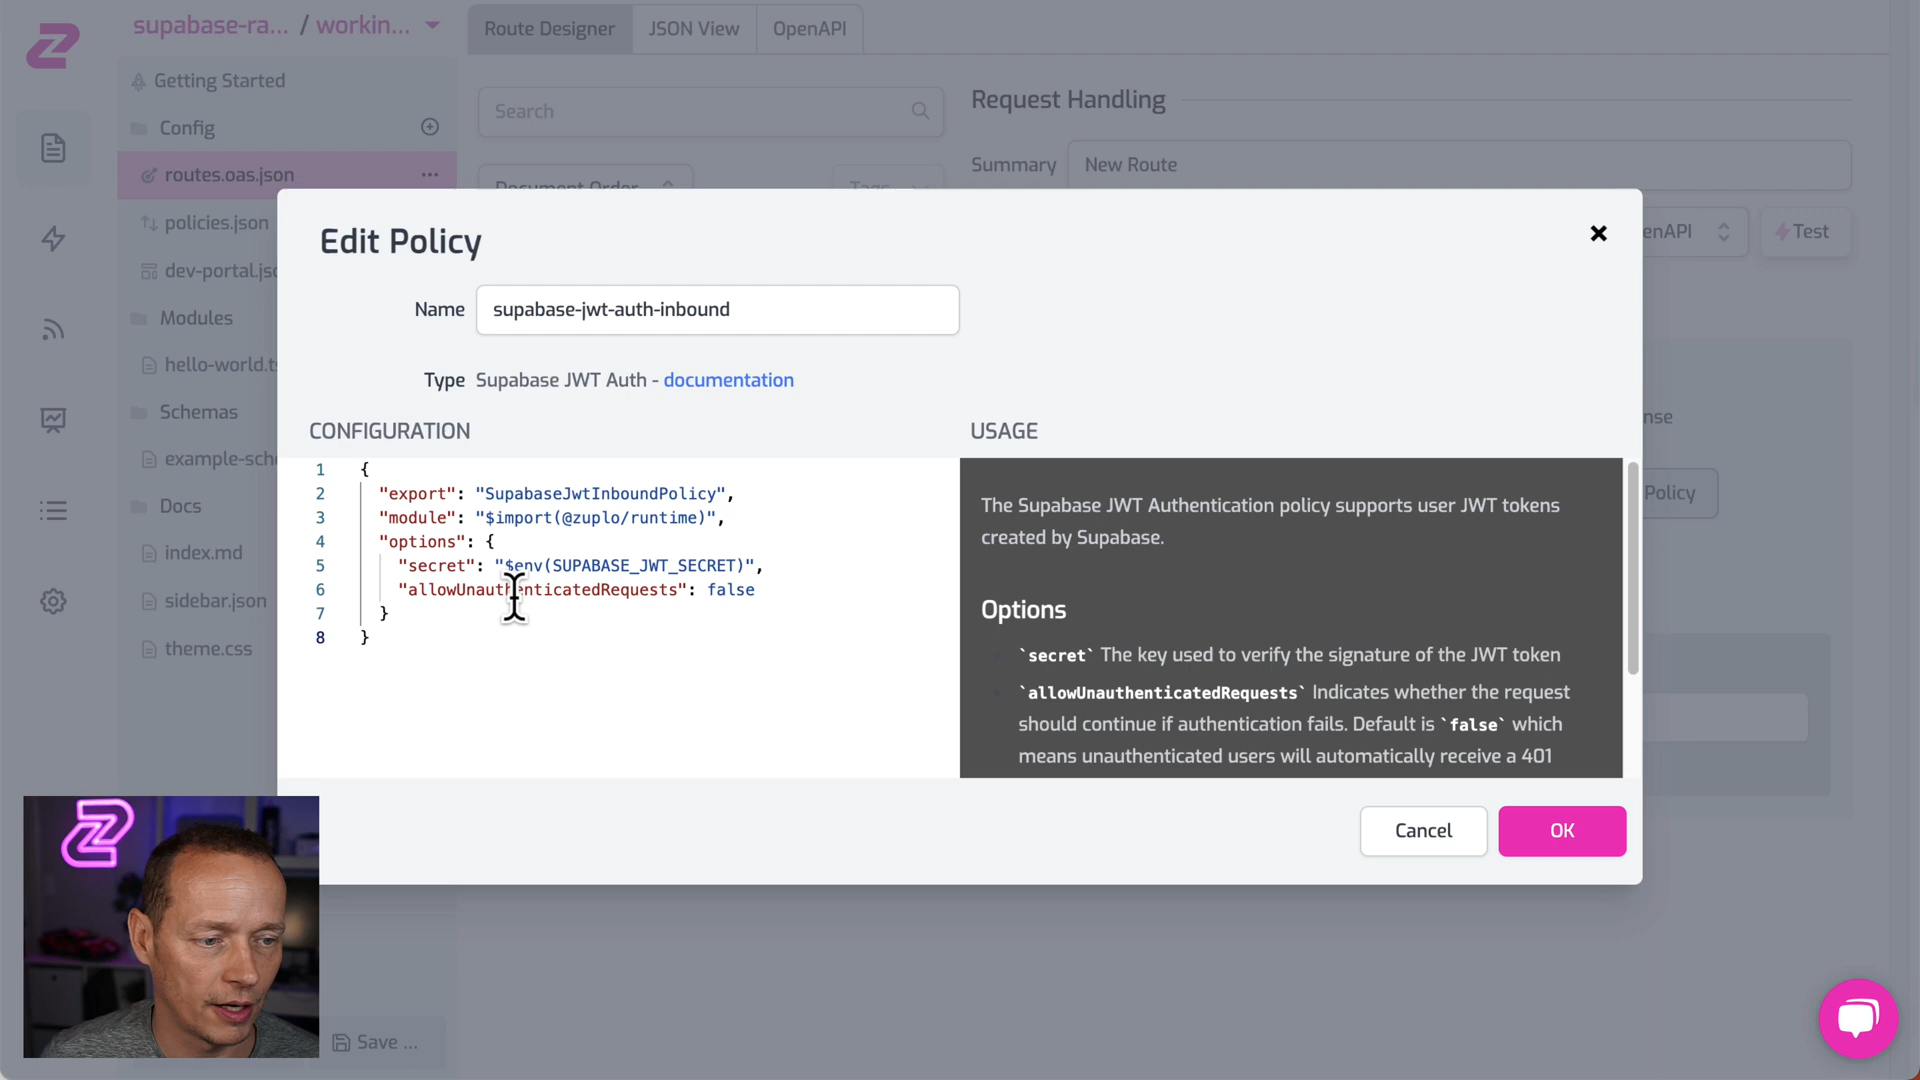 supabase-ra... / workin...
Route Designer
JSON View
OpenAPI
Getting Started
Search
Request Handling
Config
Summary
New Route
routes.oas.json
...
Document Order
Tags
policies.json
enAPI
Test
Edit Policy
dev-portal.jso
Name
supabase-jwt-auth-inbound
Modules
hello-world.ts
Type
Supabase JWT Auth - documentation
Schemas
nse
CONFIGURATION
USAGE
example-sche
Policy
Docs
index.md
sidebar.json
theme.css
1 {
2 "export": "SupabaseJwtInboundPolicy",
3 "module": "$import(@zuplo/runtime)",
4 "options": {
5 "secret": "$env(SUPABASE_JWT_SECRET)",
6 "allowUnauthenticatedRequests": false
7 }
8 }
The Supabase JWT Authentication policy supports user JWT tokens
created by Supabase.
Options
`secret` The key used to verify the signature of the JWT token
`allowUnauthenticatedRequests` Indicates whether the request
should continue if authentication fails. Default is `false` which
means unauthenticated users will automatically receive a 401
Cancel
OK
Save ...